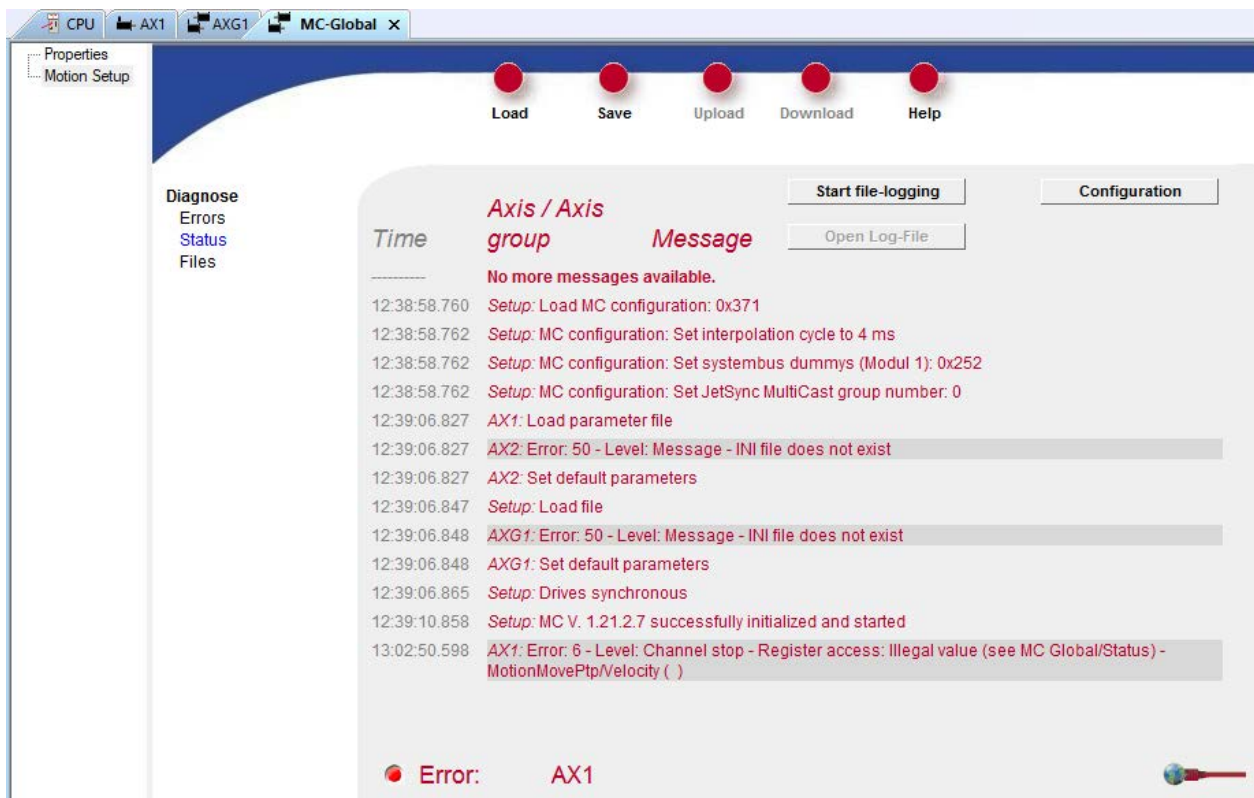 CPU AX1 AXG1 MC-Global X
Properties
Motion Setup
Load Save Upload Download Help
Diagnose
Errors
Status
Files
Start file-logging Configuration
Open Log-File
Time Axis / Axis group Message
---------- No more messages available.
12:38:58.760 Setup: Load MC configuration: 0x371
12:38:58.762 Setup: MC configuration: Set interpolation cycle to 4 ms
12:38:58.762 Setup: MC configuration: Set systembus dummys (Modul 1): 0x252
12:38:58.762 Setup: MC configuration: Set JetSync MultiCast group number: 0
12:39:06.827 AX1: Load parameter file
12:39:06.827 AX2: Error: 50 - Level: Message - INI file does not exist
12:39:06.827 AX2: Set default parameters
12:39:06.847 Setup: Load file
12:39:06.848 AXG1: Error: 50 - Level: Message - INI file does not exist
12:39:06.848 AXG1: Set default parameters
12:39:06.865 Setup: Drives synchronous
12:39:10.858 Setup: MC V. 1.21.2.7 successfully initialized and started
13:02:50.598 AX1: Error: 6 - Level: Channel stop - Register access: Illegal value (see MC Global/Status) -
MotionMovePtp/Velocity ( )
Error: AX1